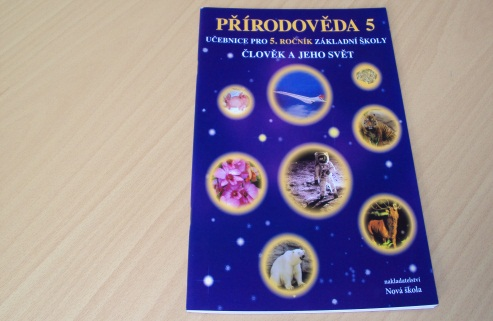 PŘÍRODOVĚDA 5
UČEBNICE PRO 5. ROČNÍK ZÁKLADNÍ ŠKOLY
ČLOVĚK A JEHO SVĚT
nakladatelství
Nová škola